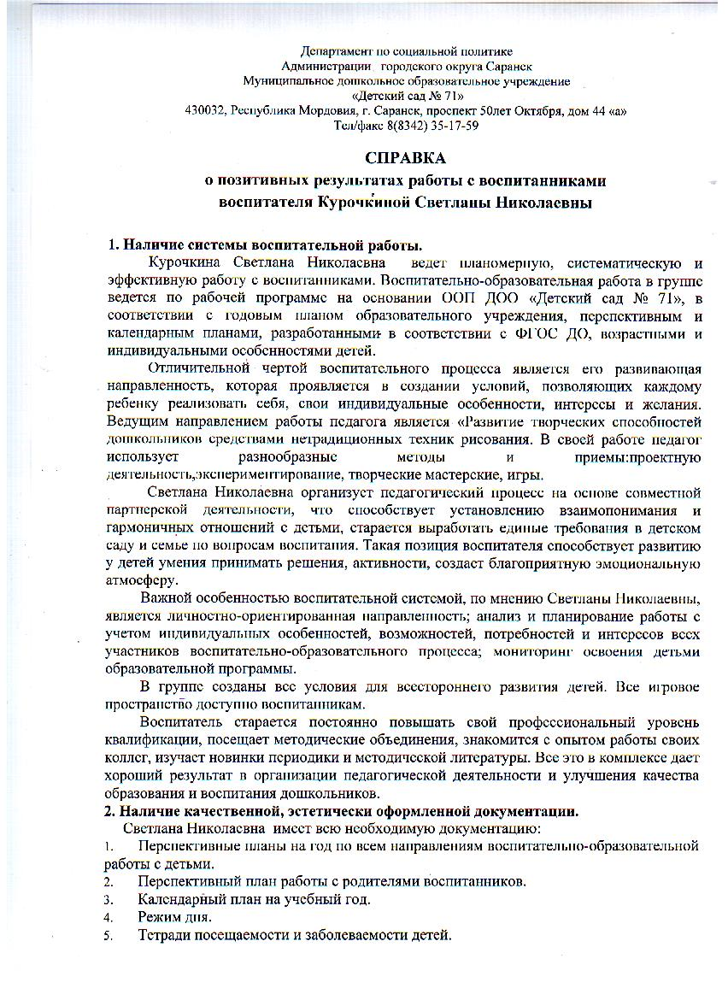 Департамент по социальной политике
Администрации городского округа Саранск
Муниципальное дошкольное образовательное учреждение
«Детский сад № 71»
430032, Республика Мордовия, г. Саранск, проспект 50лет Октября, дом 44 «а»
Тел/факс 8(8342) 35-17-59
СПРАВКА
о позитивных результатах работы с воспитанниками
воспитателя Курочкиной Светланы Николаевны
1. Наличие системы воспитательной работы.
Курочкина Светлана Николаевна ведет планомерную, систематическую и
эффективную работу с воспитанниками. Воспитательно-образовательная работа в группе
ведется по рабочей программе на основании ООП ДОО «Детский сад № 71», в
соответствии с годовым планом образовательного учреждения, перспективным и
календарным планами, разработанными в соответствии с ФГОС ДО, возрастными и
индивидуальными особенностями детей.
Отличительной чертой воспитательного процесса является его развивающая
направленность, которая проявляется в создании условий, позволяющих каждому
ребенку реализовать себя, свои индивидуальные особенности, интересы и желания.
Ведущим направлением работы педагога является «Развитие творческих способностей
дошкольников средствами нетрадиционных техник рисования. В своей работе педагог
использует разнообразные методы и приемы:проектную
деятельность,экспериментирование, творческие мастерские, игры.
Светлана Николаевна организует педагогический процесс на основе совместной
партнерской деятельности, что способствует установлению взаимопонимания и
гармоничных отношений с детьми, старается выработать единые требования в детском
саду и семье по вопросам воспитания. Такая позиция воспитателя способствует развитию
у детей умения принимать решения, активности, создает благоприятную эмоциональную
атмосферу.
Важной особенностью воспитательной системой, по мнению Светланы Николаевны,
является личностно-ориентированная направленность; анализ и планирование работы с
учетом индивидуальных особенностей, возможностей, потребностей и интересов всех
участников воспитательно-образовательного процесса; мониторинг освоения детьми
образовательной программы.
В группе созданы все условия для всестороннего развития детей. Все игровое
пространство доступно воспитанникам.
Воспитатель старается постоянно повышать свой профессиональный уровень
квалификации, посещает методические объединения, знакомится с опытом работы своих
коллег, изучает новинки периодики и методической литературы. Все это в комплексе дает
хороший результат в организации педагогической деятельности и улучшения качества
образования и воспитания дошкольников.
2. Наличие качественной, эстетически оформленной документации.
Светлана Николаевна имеет всю необходимую документацию:
1. Перспективные планы на год по всем направлениям воспитательно-образовательной
работы с детьми.
2. Перспективный план работы с родителями воспитанников.
3. Календарный план на учебный год.
4. Режим дня.
5. Тетради посещаемости и заболеваемости детей.